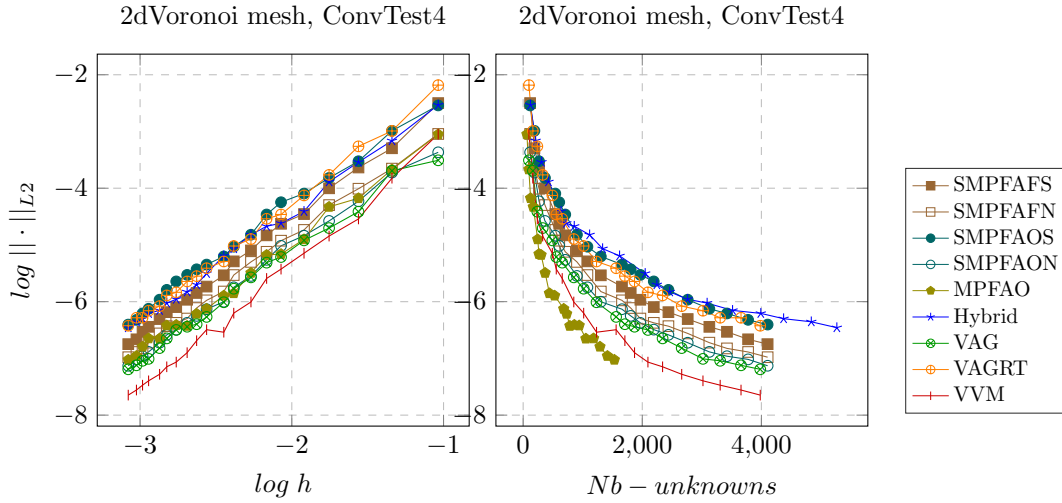 2dVoronoi mesh, ConvTest4
−2
−4
−6
−8
−3 −2 −1
log h
log || · ||L2
2dVoronoi mesh, ConvTest4
−2
−4
−6
−8
0 2,000 4,000
Nb − unknowns
SMPFAFS
SMPFAFN
SMPFAOS
SMPFAON
MPFAO
Hybrid
VAG
VAGRT
VVM